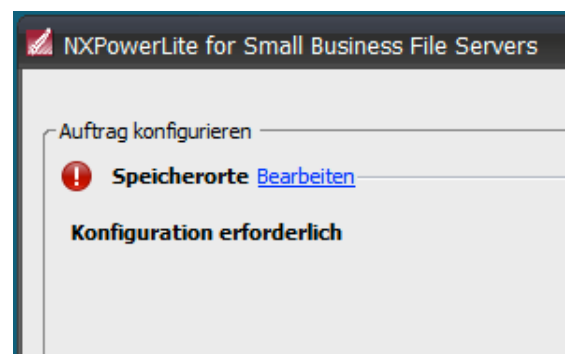 NXPowerLite for Small Business File Servers
Auftrag konfigurieren
Speicherorte Bearbeiten
Konfiguration erforderlich